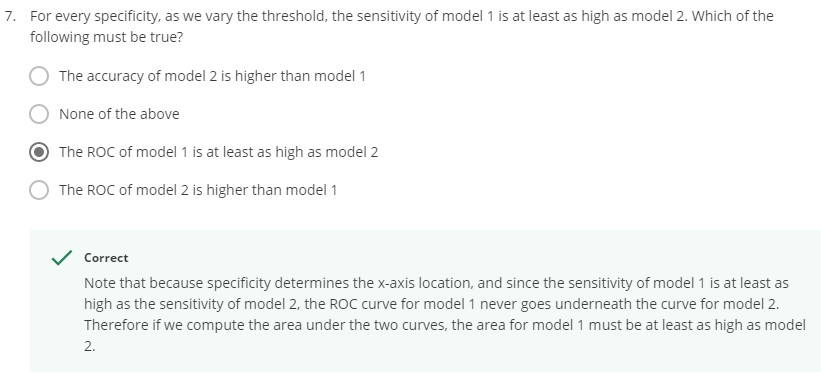 7. For every specificity, as we vary the threshold, the sensitivity of model 1 is at least as high as model 2. Which of the
following must be true?
The accuracy of model 2 is higher than model 1
None of the above
The ROC of model 1 is at least as high as model 2
The ROC of model 2 is higher than model 1
Correct
Note that because specificity determines the x-axis location, and since the sensitivity of model 1 is at least as
high as the sensitivity of model 2, the ROC curve for model 1 never goes underneath the curve for model 2.
Therefore if we compute the area under the two curves, the area for model 1 must be at least as high as model
2.